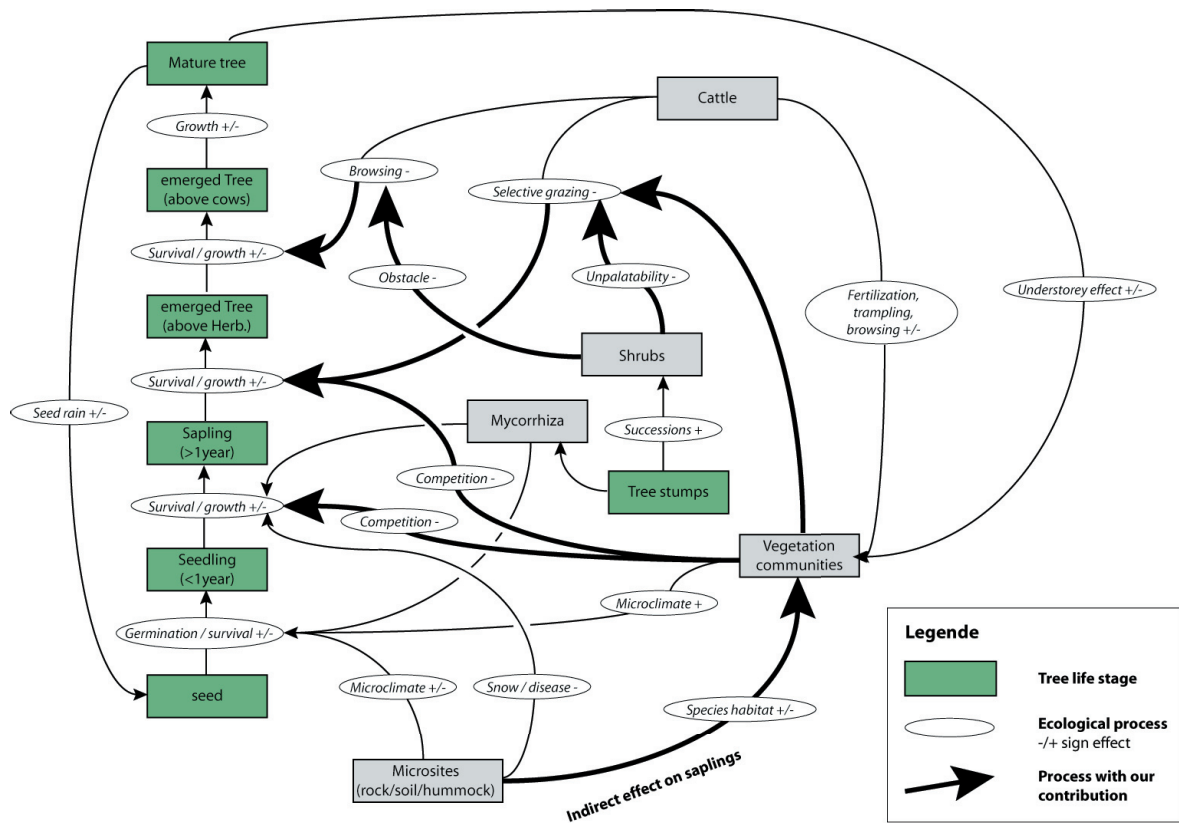 Mature tree
Cattle
Growth +/-
Browsing -
Selective grazing -
emerged Tree
(above cows)
Survival / growth +/-
Obstacle -
Unpalatability -
Fertilization,
trampling,
browsing +/-
Understorey effect +/-
emerged Tree
(above Herb.)
Shrubs
Survival / growth +/-
Seed rain +/-
Mycorrhiza
Successions +
Sapling
(>1year)
Competition -
Tree stumps
Survival / growth +/-
Competition -
Vegetation
communities
Seedling
(<1year)
Microclimate +
Germination / survival +/-
Legende
seed
Microclimate +/-
Snow / disease -
Species habitat +/-
Tree life stage
Ecological process
-/+ sign effect
Microsites
(rock/soil/hummock)
Indirect effect on saplings
Process with our
contribution